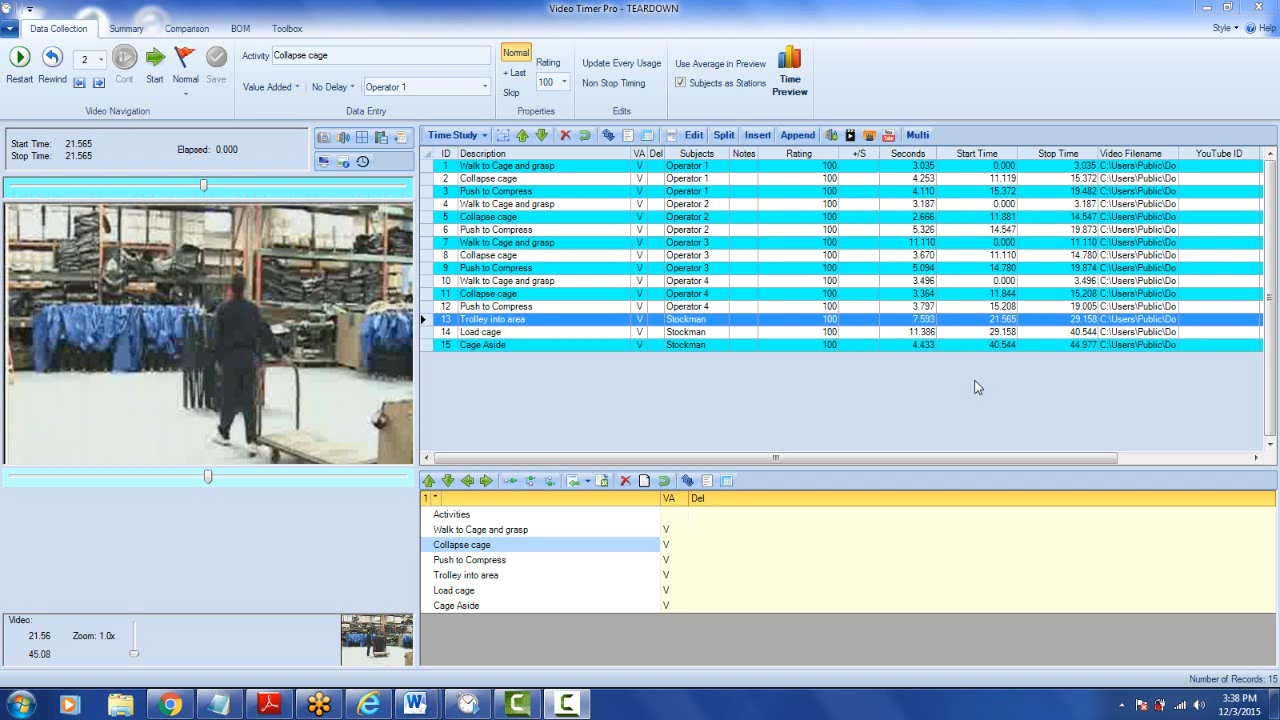 Video Timer Pro - TEARDOWN
Data Collection Summary Comparison BOM Toolbox Style Help
Restart Rewind 2 Cont Start Normal Save
Activity Collapse cage
Value Added No Delay Operator 1
Normal Rating
+ Last 100
Skip
Update Every Usage
Non Stop Timing
Use Average in Preview
Subjects as Stations
Time Preview
Video Navigation Data Entry Properties Edits
Start Time: 21.565
Stop Time: 21.565
Elapsed: 0.000
Time Study Edit Split Insert Append You Tube Multi
ID Description VA Del Subjects Notes Rating +/S Seconds Start Time Stop Time Video Filename YouTube ID
1 Walk to Cage and grasp V Operator 1 100 3.035 0.000 3.035 C:\Users\Public\Do
2 Collapse cage V Operator 1 100 4.253 11.119 15.372 C:\Users\Public\Do
3 Push to Compress V Operator 1 100 4.110 15.372 19.482 C:\Users\Public\Do
4 Walk to Cage and grasp V Operator 2 100 3.187 0.000 3.187 C:\Users\Public\Do
5 Collapse cage V Operator 2 100 2.666 11.881 14.547 C:\Users\Public\Do
6 Push to Compress V Operator 2 100 5.326 14.547 19.873 C:\Users\Public\Do
7 Walk to Cage and grasp V Operator 3 100 11.110 0.000 11.110 C:\Users\Public\Do
8 Collapse cage V Operator 3 100 3.670 11.110 14.780 C:\Users\Public\Do
9 Push to Compress V Operator 3 100 5.094 14.780 19.874 C:\Users\Public\Do
10 Walk to Cage and grasp V Operator 4 100 3.496 0.000 3.496 C:\Users\Public\Do
11 Collapse cage V Operator 4 100 3.364 11.844 15.208 C:\Users\Public\Do
12 Push to Compress V Operator 4 100 3.797 15.208 19.005 C:\Users\Public\Do
13 Trolley into area V Stockman 100 7.593 21.565 29.158 C:\Users\Public\Do
14 Load cage V Stockman 100 11.386 29.158 40.544 C:\Users\Public\Do
15 Cage Aside V Stockman 100 4.433 40.544 44.977 C:\Users\Public\Do
1 * VA Del
Activities
Walk to Cage and grasp V
Collapse cage V
Push to Compress V
Trolley into area V
Load cage V
Cage Aside V
Video:
21.56 Zoom: 1.0x
45.08
Number of Records: 15
3:38 PM
12/3/2015